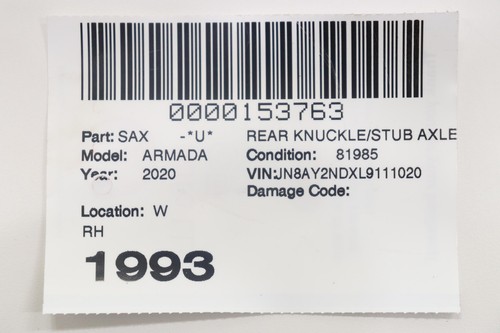 0000153763
Part: SAX -*U* REAR KNUCKLE/STUB AXLE
Model: ARMADA Condition: 81985
Year: 2020 VIN:JN8AY2NDXL9111020
Damage Code:
Location: W
RH
1993